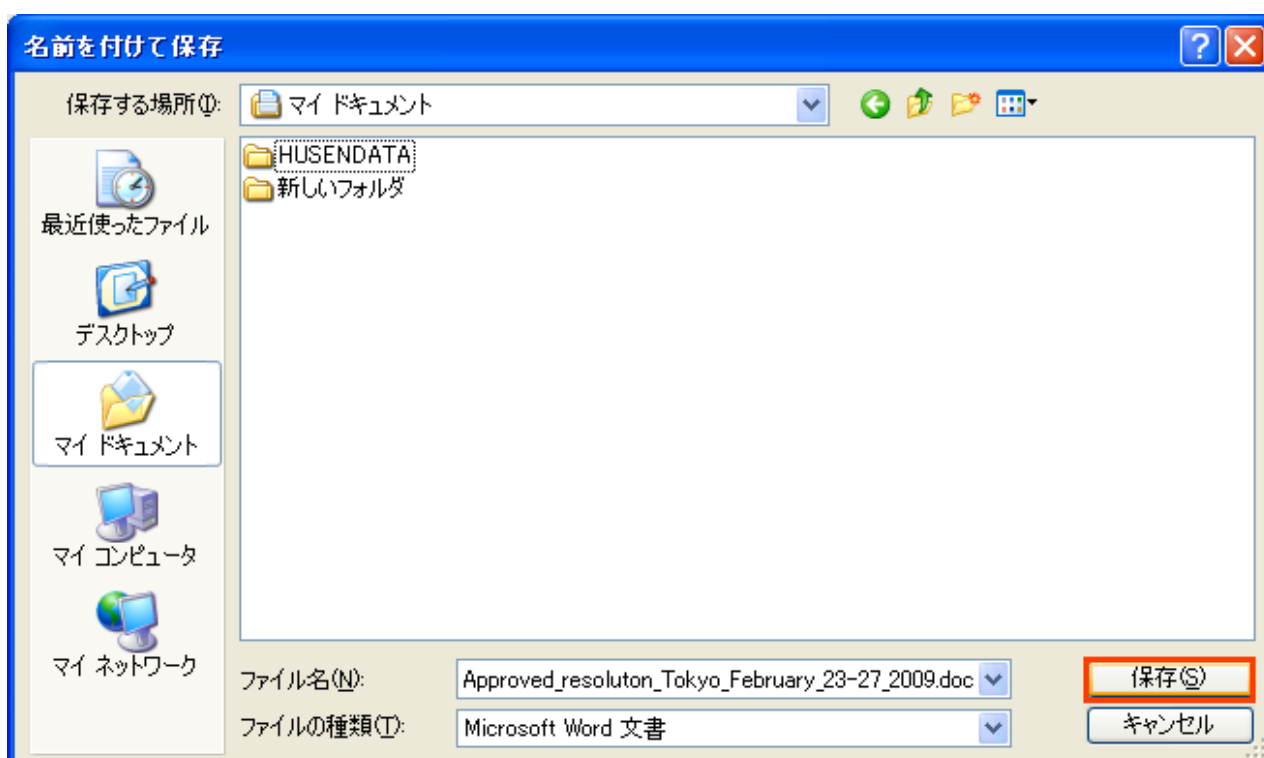 名前を付けて保存
保存する場所(I):
マイ ドキュメント
HUSENDATA
新しいフォルダ
最近使ったファイル
デスクトップ
マイ ドキュメント
マイ コンピュータ
マイ ネットワーク
ファイル名(N):
Approved_resoluton_Tokyo_February_23-27_2009.doc
保存(S)
ファイルの種類(T):
Microsoft Word 文書
キャンセル